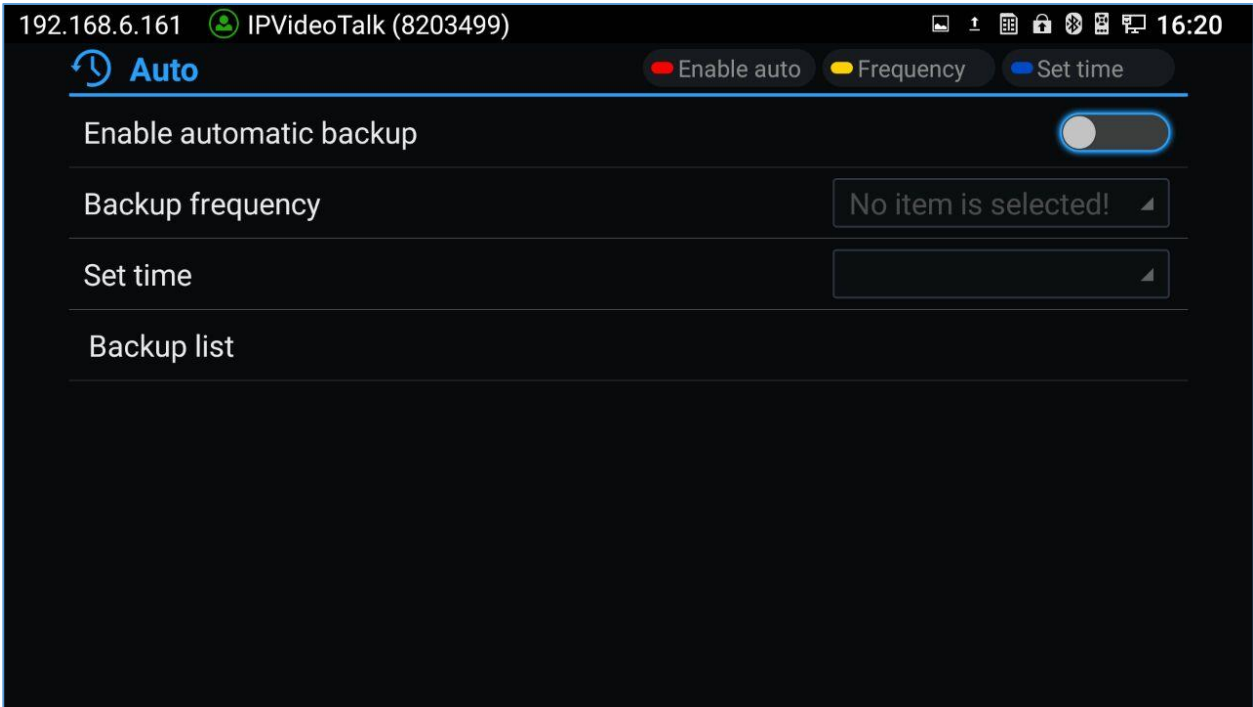 192.168.6.161 IPVideoTalk (8203499) 16:20
Auto Enable auto Frequency Set time
Enable automatic backup
Backup frequency No item is selected!
Set time
Backup list